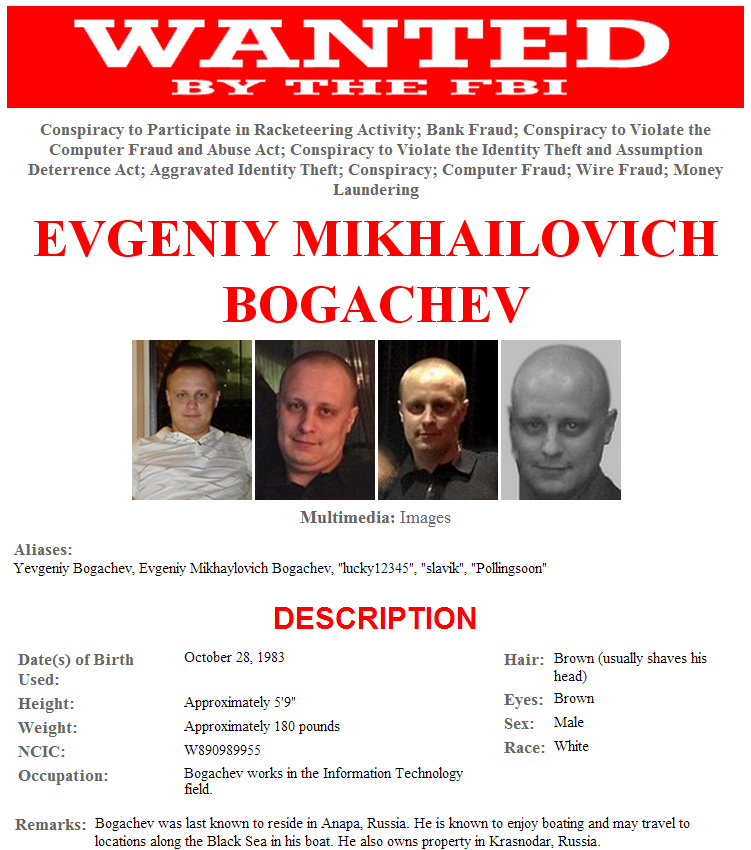 WANTED
BY THE FBI
Conspiracy to Participate in Racketeering Activity; Bank Fraud; Conspiracy to Violate the
Computer Fraud and Abuse Act; Conspiracy to Violate the Identity Theft and Assumption
Deterrence Act; Aggravated Identity Theft; Conspiracy; Computer Fraud; Wire Fraud; Money
Laundering
EVGENIY MIKHAILOVICH
BOGACHEV
Multimedia: Images
Aliases:
Yevgeniy Bogachev, Evgeniy Mikhaylovich Bogachev, "lucky12345", "slavik", "Pollingsoon"
DESCRIPTION
Date(s) of Birth
Used:
October 28, 1983
Height:
Approximately 5'9"
Weight:
Approximately 180 pounds
NCIC:
W890989955
Occupation:
Bogachev works in the Information Technology
field.
Hair:
Brown (usually shaves his
head)
Eyes:
Brown
Sex:
Male
Race:
White
Remarks:
Bogachev was last known to reside in Anapa, Russia. He is known to enjoy boating and may travel to
locations along the Black Sea in his boat. He also owns property in Krasnodar, Russia.